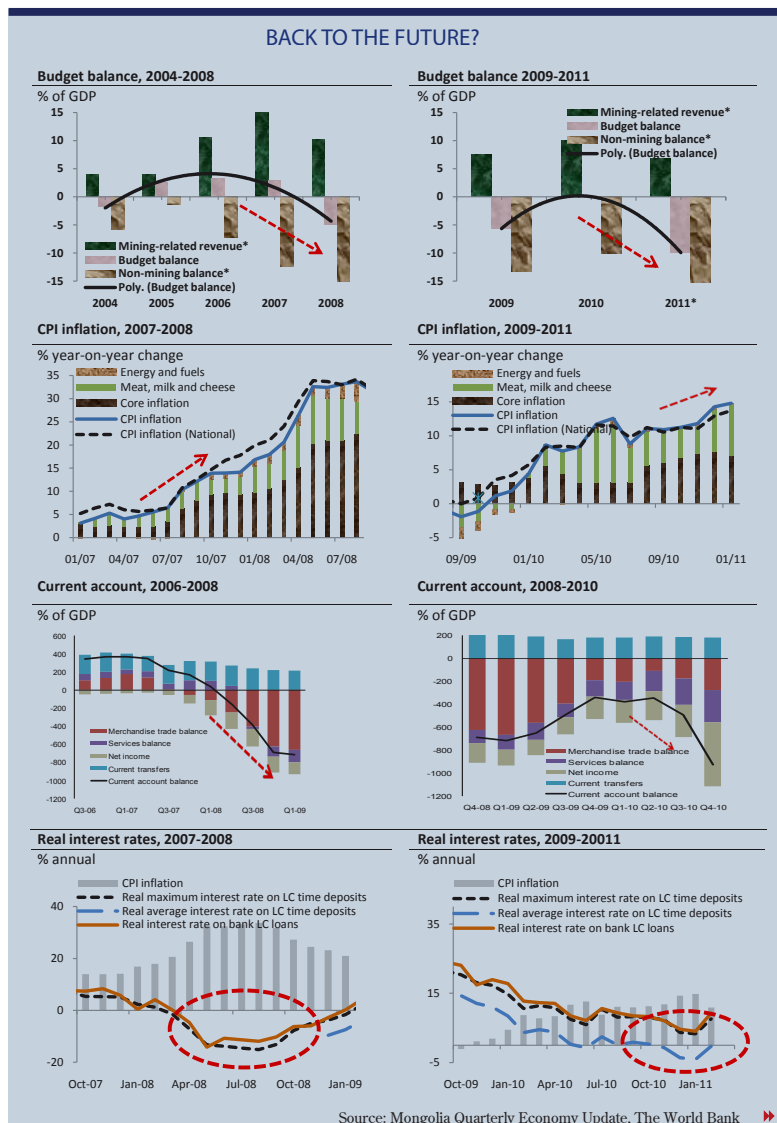 BACK TO THE FUTURE?
Budget balance, 2004-2008
% of GDP
15
10
5
0
-5
-10
-15
Mining-related revenue*
Budget balance
Non-mining balance*
Poly. (Budget balance)
2004 2005 2006 2007 2008
Budget balance 2009-2011
% of GDP
15
10
5
0
-5
-10
-15
Mining-related revenue*
Budget balance
Non-mining balance*
Poly. (Budget balance)
2009 2010 2011*
CPI inflation, 2007-2008
% year-on-year change
35
30
25
20
15
10
5
0
Energy and fuels
Meat, milk and cheese
Core inflation
CPI inflation
CPI inflation (National)
01/07 04/07 07/07 10/07 01/08 04/08 07/08
CPI inflation, 2009-2011
% year-on-year change
15
10
5
0
-5
Energy and fuels
Meat, milk and cheese
Core inflation
CPI inflation
CPI inflation (National)
09/09 01/10 05/10 09/10 01/11
Current account, 2006-2008
% of GDP
600
400
200
0
-200
-400
-600
-800
-1000
-1200
Merchandise trade balance
Services balance
Net income
Current transfers
Current account balance
Q3-06 Q1-07 Q3-07 Q1-08 Q3-08 Q1-09
Current account, 2008-2010
% of GDP
200
0
-200
-400
-600
-800
-1000
-1200
Merchandise trade balance
Services balance
Net income
Current transfers
Current account balance
Q4-08 Q1-09 Q2-09 Q3-09 Q4-09 Q1-10 Q2-10 Q3-10 Q4-10
Real interest rates, 2007-2008
% annual
CPI inflation
Real maximum interest rate on LC time deposits
Real average interest rate on LC time deposits
Real interest rate on bank LC loans
40
20
0
-20
Oct-07 Jan-08 Apr-08 Jul-08 Oct-08 Jan-09
Real interest rates, 2009-20011
% annual
CPI inflation
Real maximum interest rate on LC time deposits
Real average interest rate on LC time deposits
Real interest rate on bank LC loans
35
15
-5
Oct-09 Jan-10 Apr-10 Jul-10 Oct-10 Jan-11
Source: Mongolia Quarterly Economy Update, The World Bank